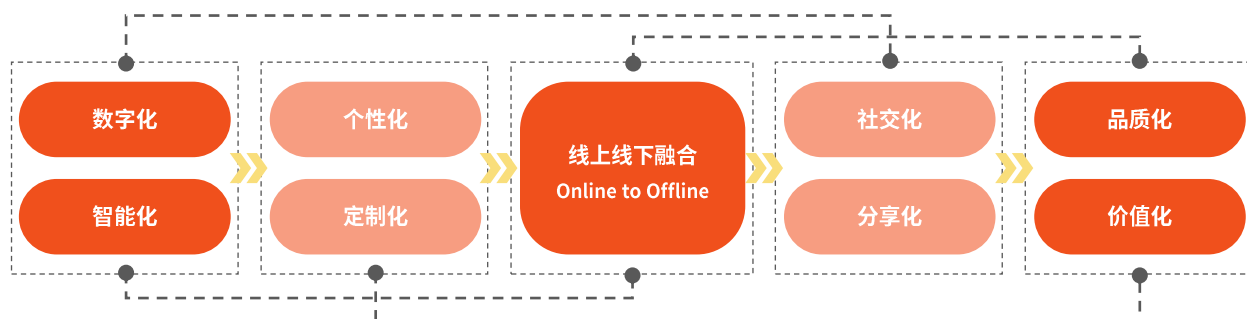 数字化
智能化
个性化
定制化
线上线下融合
Online to Offline
社交化
分享化
品质化
价值化